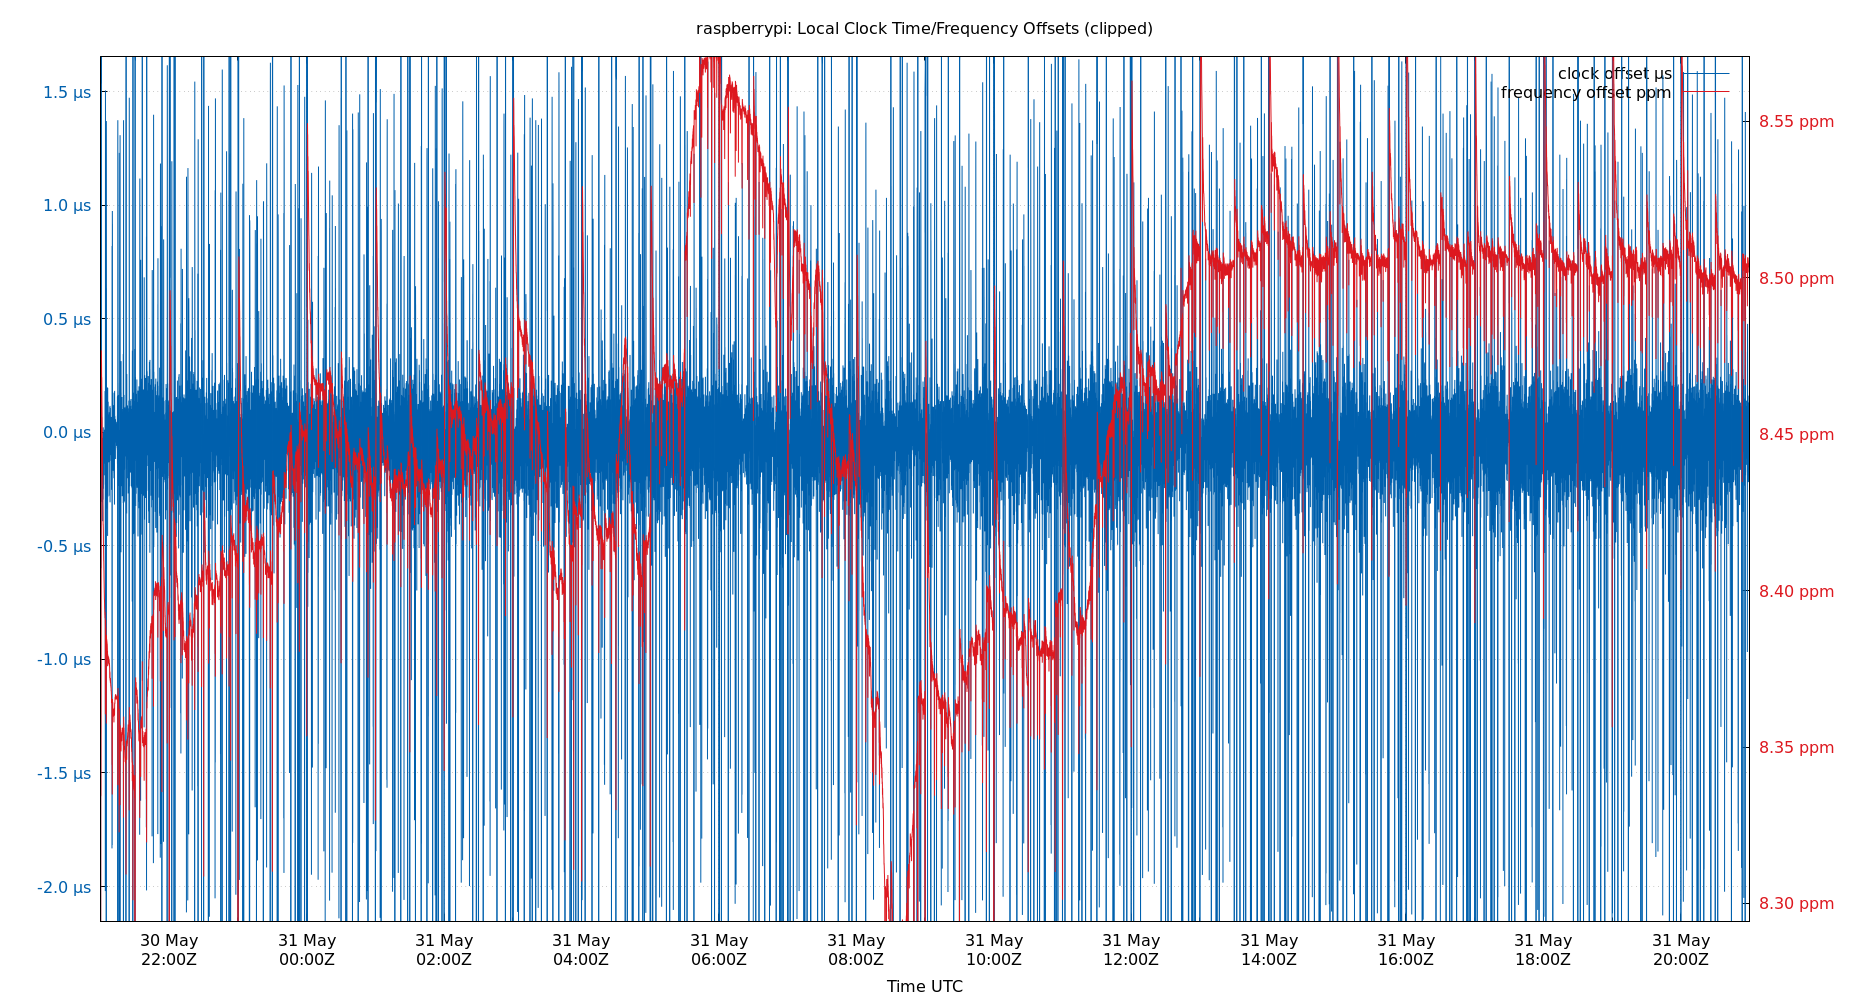 raspberrypi: Local Clock Time/Frequency Offsets (clipped)
clock offset µs
frequency offset ppm
1.5 µs
1.0 µs
0.5 µs
0.0 µs
-0.5 µs
-1.0 µs
-1.5 µs
-2.0 µs
8.55 ppm
8.50 ppm
8.45 ppm
8.40 ppm
8.35 ppm
8.30 ppm
30 May
22:00Z
31 May
00:00Z
31 May
02:00Z
31 May
04:00Z
31 May
06:00Z
31 May
08:00Z
31 May
10:00Z
31 May
12:00Z
31 May
14:00Z
31 May
16:00Z
31 May
18:00Z
31 May
20:00Z
Time UTC